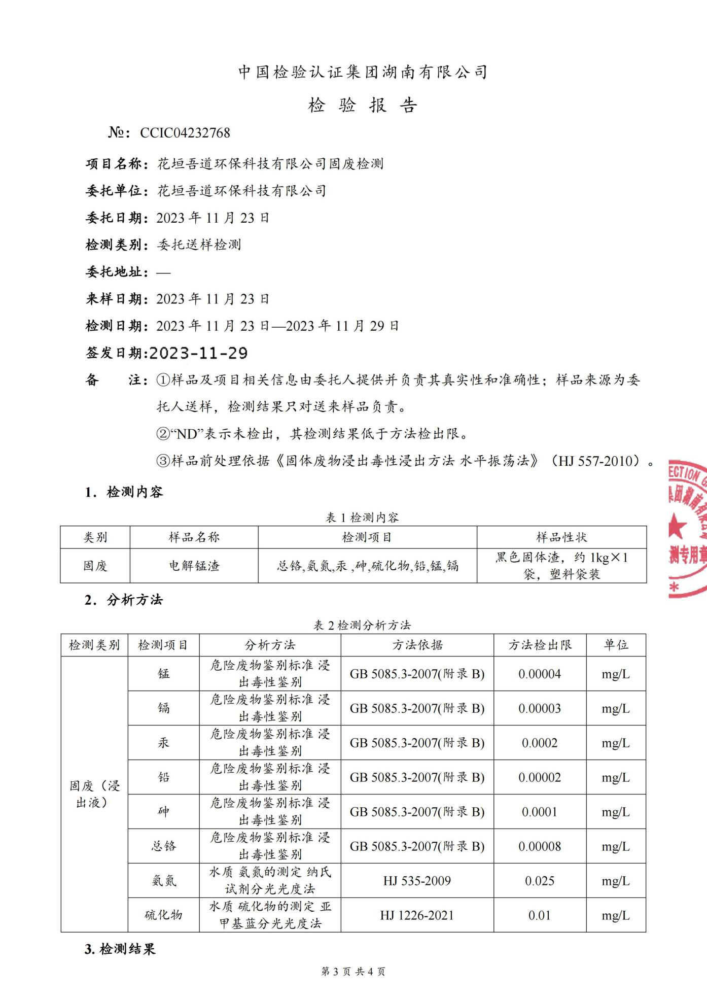 中国检验认证集团湖南有限公司
检 验 报 告
№：CCIC04232768
项目名称：花垣吾道环保科技有限公司固废检测
委托单位：花垣吾道环保科技有限公司
委托日期：2023 年 11 月 23 日
检测类别：委托送样检测
委托地址：—
来样日期：2023 年 11 月 23 日
检测日期：2023 年 11 月 23 日—2023 年 11 月 29 日
签发日期:2023-11-29
备 注：①样品及项目相关信息由委托人提供并负责其真实性和准确性；样品来源为委
托人送样，检测结果只对送来样品负责。
②“ND”表示未检出，其检测结果低于方法检出限。
③样品前处理依据《固体废物浸出毒性浸出方法 水平振荡法》（HJ 557-2010）。
1. 检测内容
表 1 检测内容
类别 样品名称 检测项目 样品性状
固废 电解锰渣 总铬,氨氮,汞 ,砷,硫化物,铅,锰,镉 黑色固体渣，约 1kg×1
袋，塑料袋装
2. 分析方法
表 2 检测分析方法
检测类别 检测项目 分析方法 方法依据 方法检出限 单位
固废（浸
出液）
锰 危险废物鉴别标准 浸
出毒性鉴别 GB 5085.3-2007(附录 B) 0.00004 mg/L
镉 危险废物鉴别标准 浸
出毒性鉴别 GB 5085.3-2007(附录 B) 0.00003 mg/L
汞 危险废物鉴别标准 浸
出毒性鉴别 GB 5085.3-2007(附录 B) 0.0002 mg/L
铅 危险废物鉴别标准 浸
出毒性鉴别 GB 5085.3-2007(附录 B) 0.00002 mg/L
砷 危险废物鉴别标准 浸
出毒性鉴别 GB 5085.3-2007(附录 B) 0.0001 mg/L
总铬 危险废物鉴别标准 浸
出毒性鉴别 GB 5085.3-2007(附录 B) 0.00008 mg/L
氨氮 水质 氨氮的测定 纳氏
试剂分光光度法 HJ 535-2009 0.025 mg/L
硫化物 水质 硫化物的测定 亚
甲基蓝分光光度法 HJ 1226-2021 0.01 mg/L
3. 检测结果
第 3 页 共 4 页
ECTION
团湖南有限
测专用章